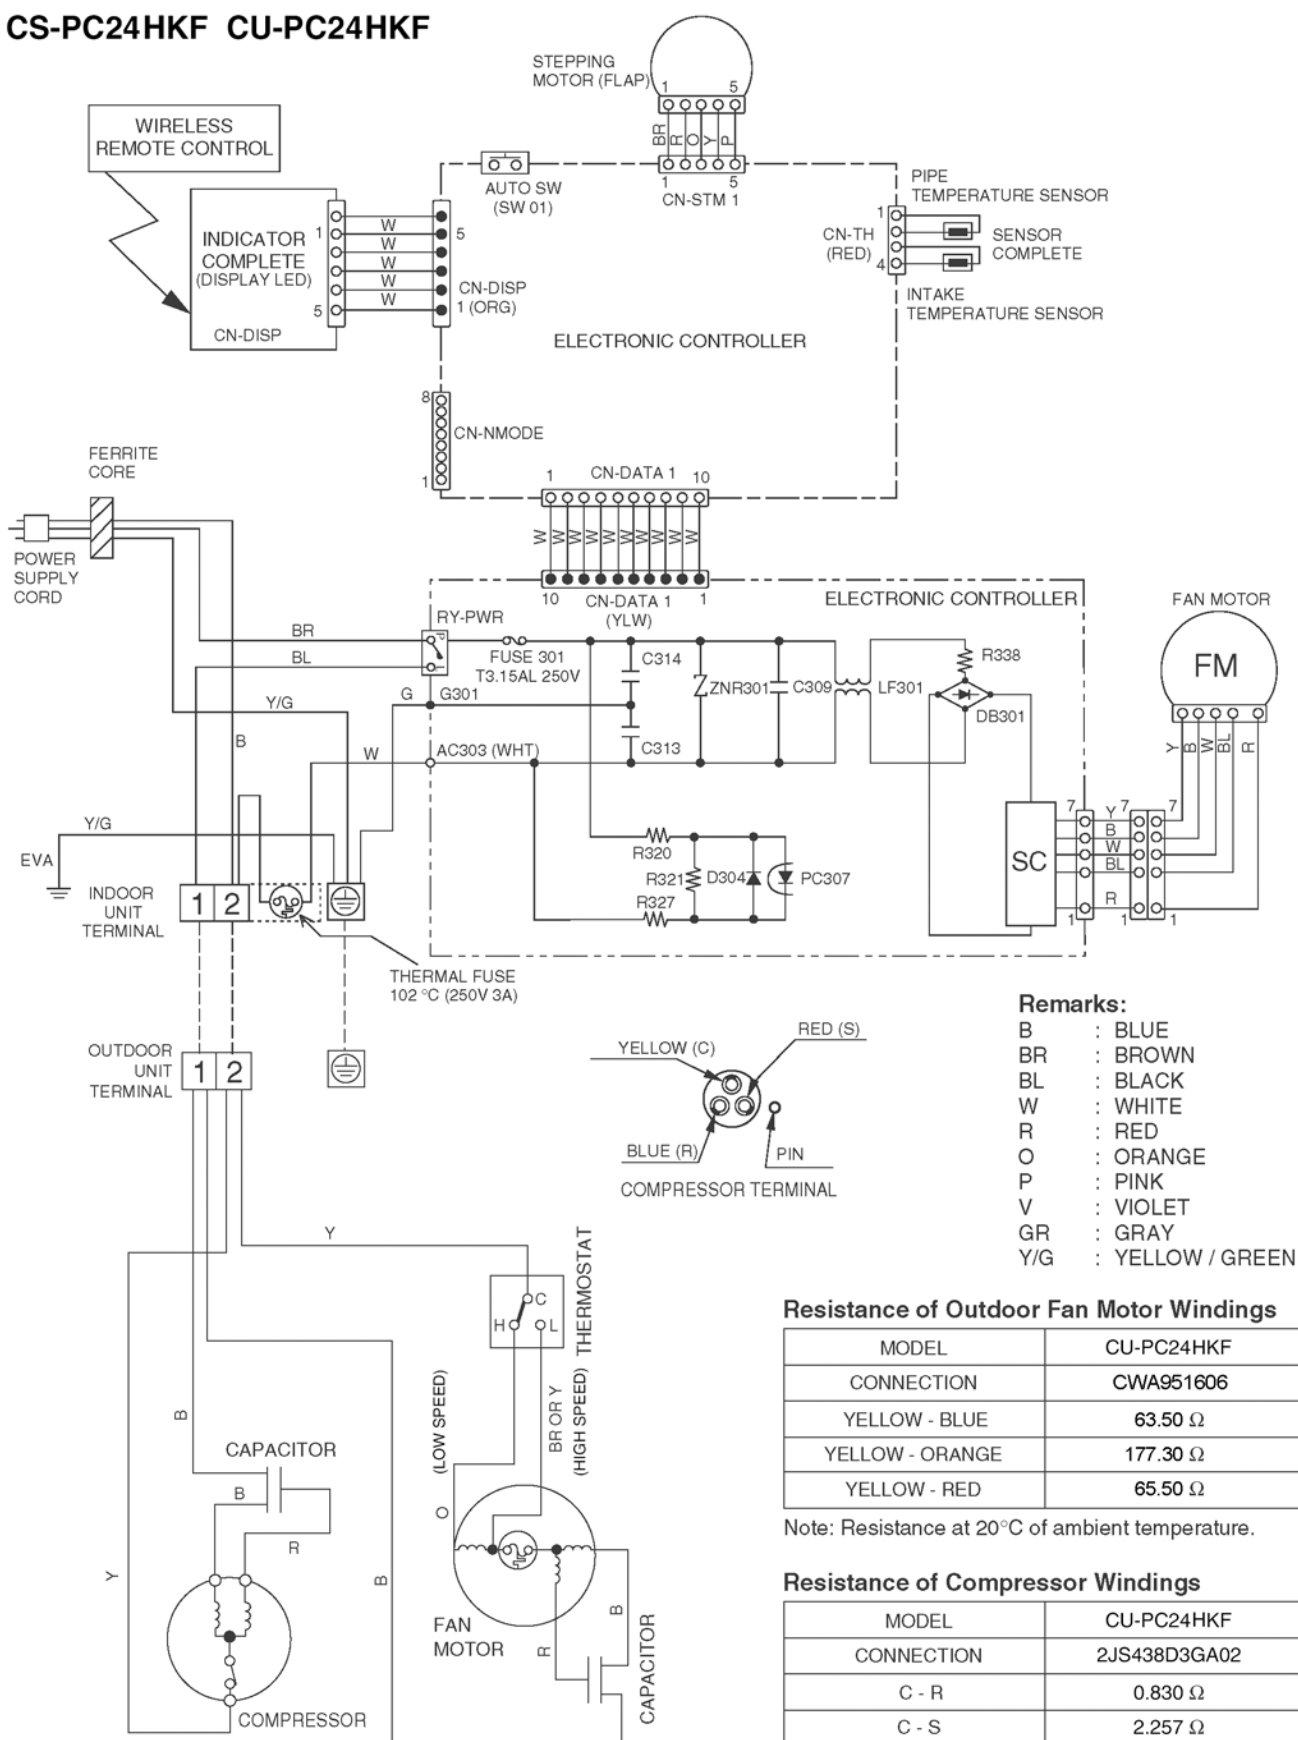 CS-PC24HKF CU-PC24HKF
STEPPING
MOTOR (FLAP)
1 5
BR R O Y P
1 5
CN-STM 1
WIRELESS
REMOTE CONTROL
AUTO SW
(SW 01)
INDICATOR
COMPLETE
(DISPLAY LED)
CN-DISP
1
5
W
W
W
W
W
5
CN-DISP
1 (ORG)
PIPE
TEMPERATURE SENSOR
CN-TH
(RED)
1
4
SENSOR
COMPLETE
INTAKE
TEMPERATURE SENSOR
ELECTRONIC CONTROLLER
8
CN-NMODE
1
FERRITE
CORE
POWER
SUPPLY
CORD
1 CN-DATA 1 10
W W W W W W W W W W
10 CN-DATA 1 1
(YLW)
ELECTRONIC CONTROLLER
FAN MOTOR
FM
Y B W BL R
RY-PWR
BR
BL
Y/G
B
FUSE 301
T3.15AL 250V
G G301
W
AC303 (WHT)
C314
C313
ZNR301
C309
LF301
R338
DB301
R320
R321
R327
D304
PC307
SC
7 Y 7 7
B
W
BL
R
1 1 1
Y/G
EVA
INDOOR
UNIT
TERMINAL
1 2
THERMAL FUSE
102 °C (250V 3A)
OUTDOOR
UNIT
TERMINAL
1 2
YELLOW (C)
RED (S)
BLUE (R)
PIN
COMPRESSOR TERMINAL
Remarks:
B : BLUE
BR : BROWN
BL : BLACK
W : WHITE
R : RED
O : ORANGE
P : PINK
V : VIOLET
GR : GRAY
Y/G : YELLOW / GREEN
Y
THERMOSTAT
C
H L
(LOW SPEED)
O
BR OR Y
(HIGH SPEED)
B
CAPACITOR
B
R
Y
B
COMPRESSOR
FAN
MOTOR
R
B
CAPACITOR
Resistance of Outdoor Fan Motor Windings
MODEL CU-PC24HKF
CONNECTION CWA951606
YELLOW - BLUE 63.50 Ω
YELLOW - ORANGE 177.30 Ω
YELLOW - RED 65.50 Ω
Note: Resistance at 20°C of ambient temperature.
Resistance of Compressor Windings
MODEL CU-PC24HKF
CONNECTION 2JS438D3GA02
C - R 0.830 Ω
C - S 2.257 Ω